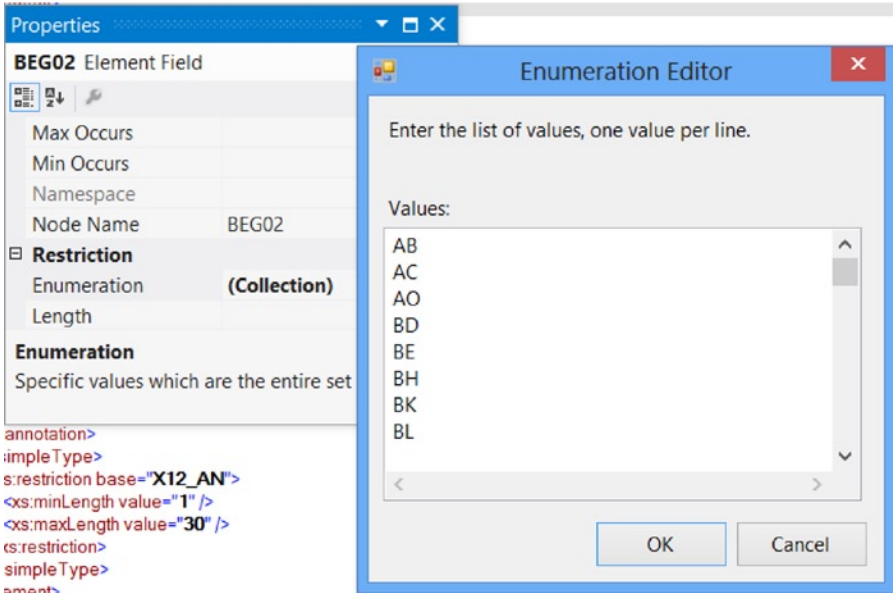 Properties
BEG02 Element Field
Max Occurs
Min Occurs
Namespace
Node Name BEG02
Restriction
Enumeration (Collection)
Length
Enumeration
Specific values which are the entire set
annotation>
simpleType>
s:restriction base="X12_AN">
<xs:minLength value="1" />
<xs:maxLength value="30" />
xs:restriction>
simpleType>
Enumeration Editor
Enter the list of values, one value per line.
Values:
AB
AC
AO
BD
BE
BH
BK
BL
OK Cancel